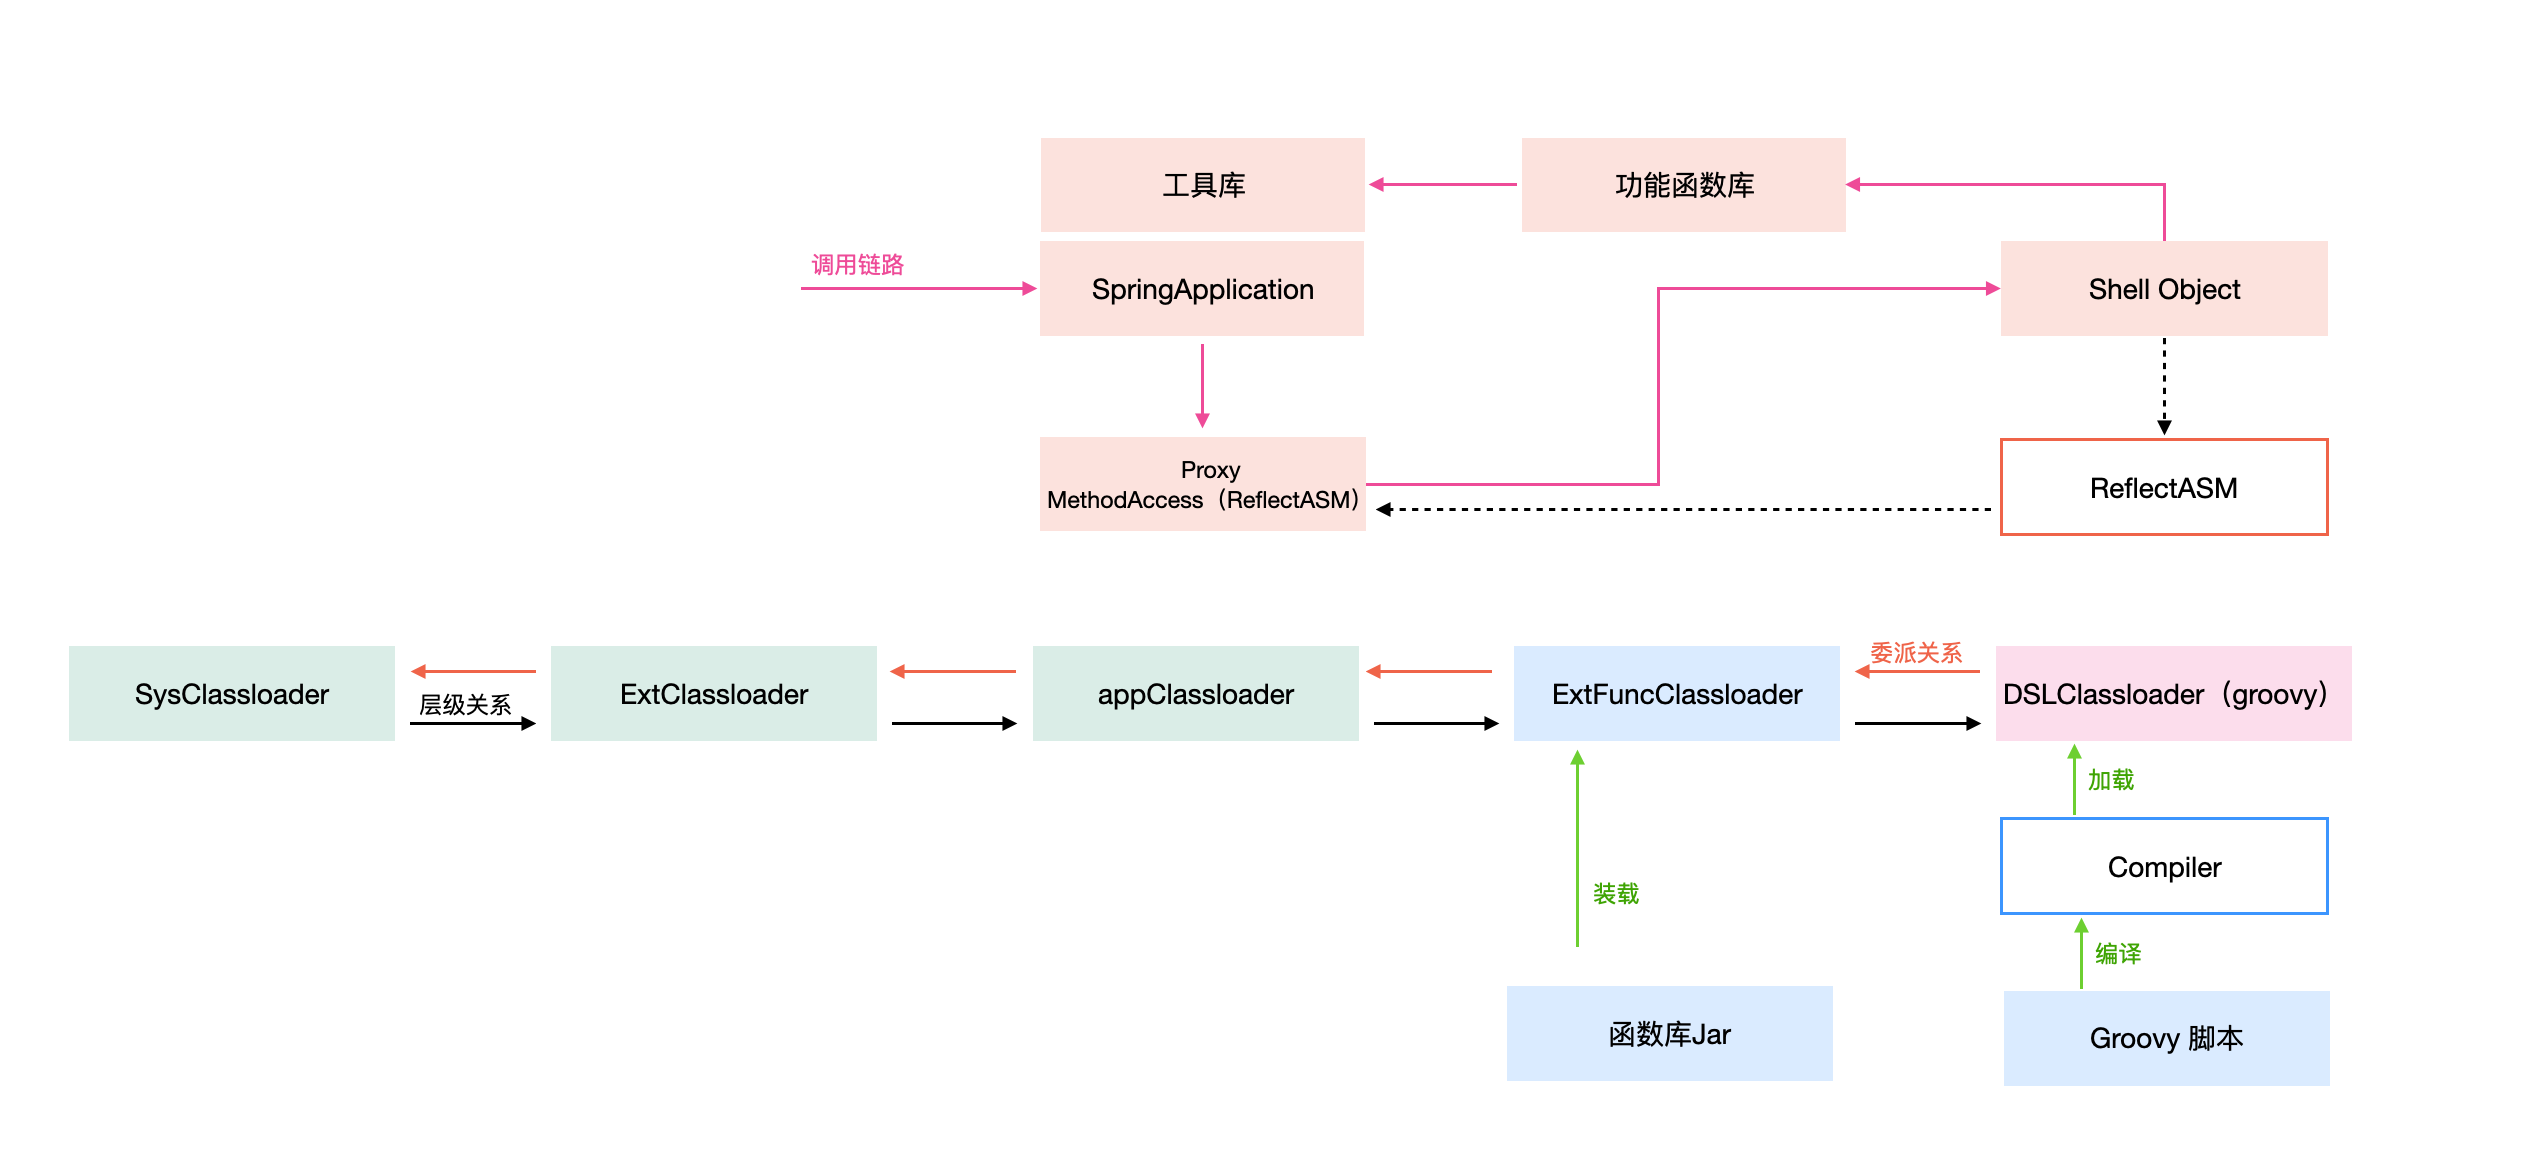 工具库
功能函数库
调用链路
SpringApplication
Shell Object
Proxy
MethodAccess（ReflectASM）
ReflectASM
SysClassloader
层级关系
ExtClassloader
appClassloader
ExtFuncClassloader
委派关系
DSLClassloader（groovy）
加载
Compiler
装载
编译
函数库Jar
Groovy 脚本